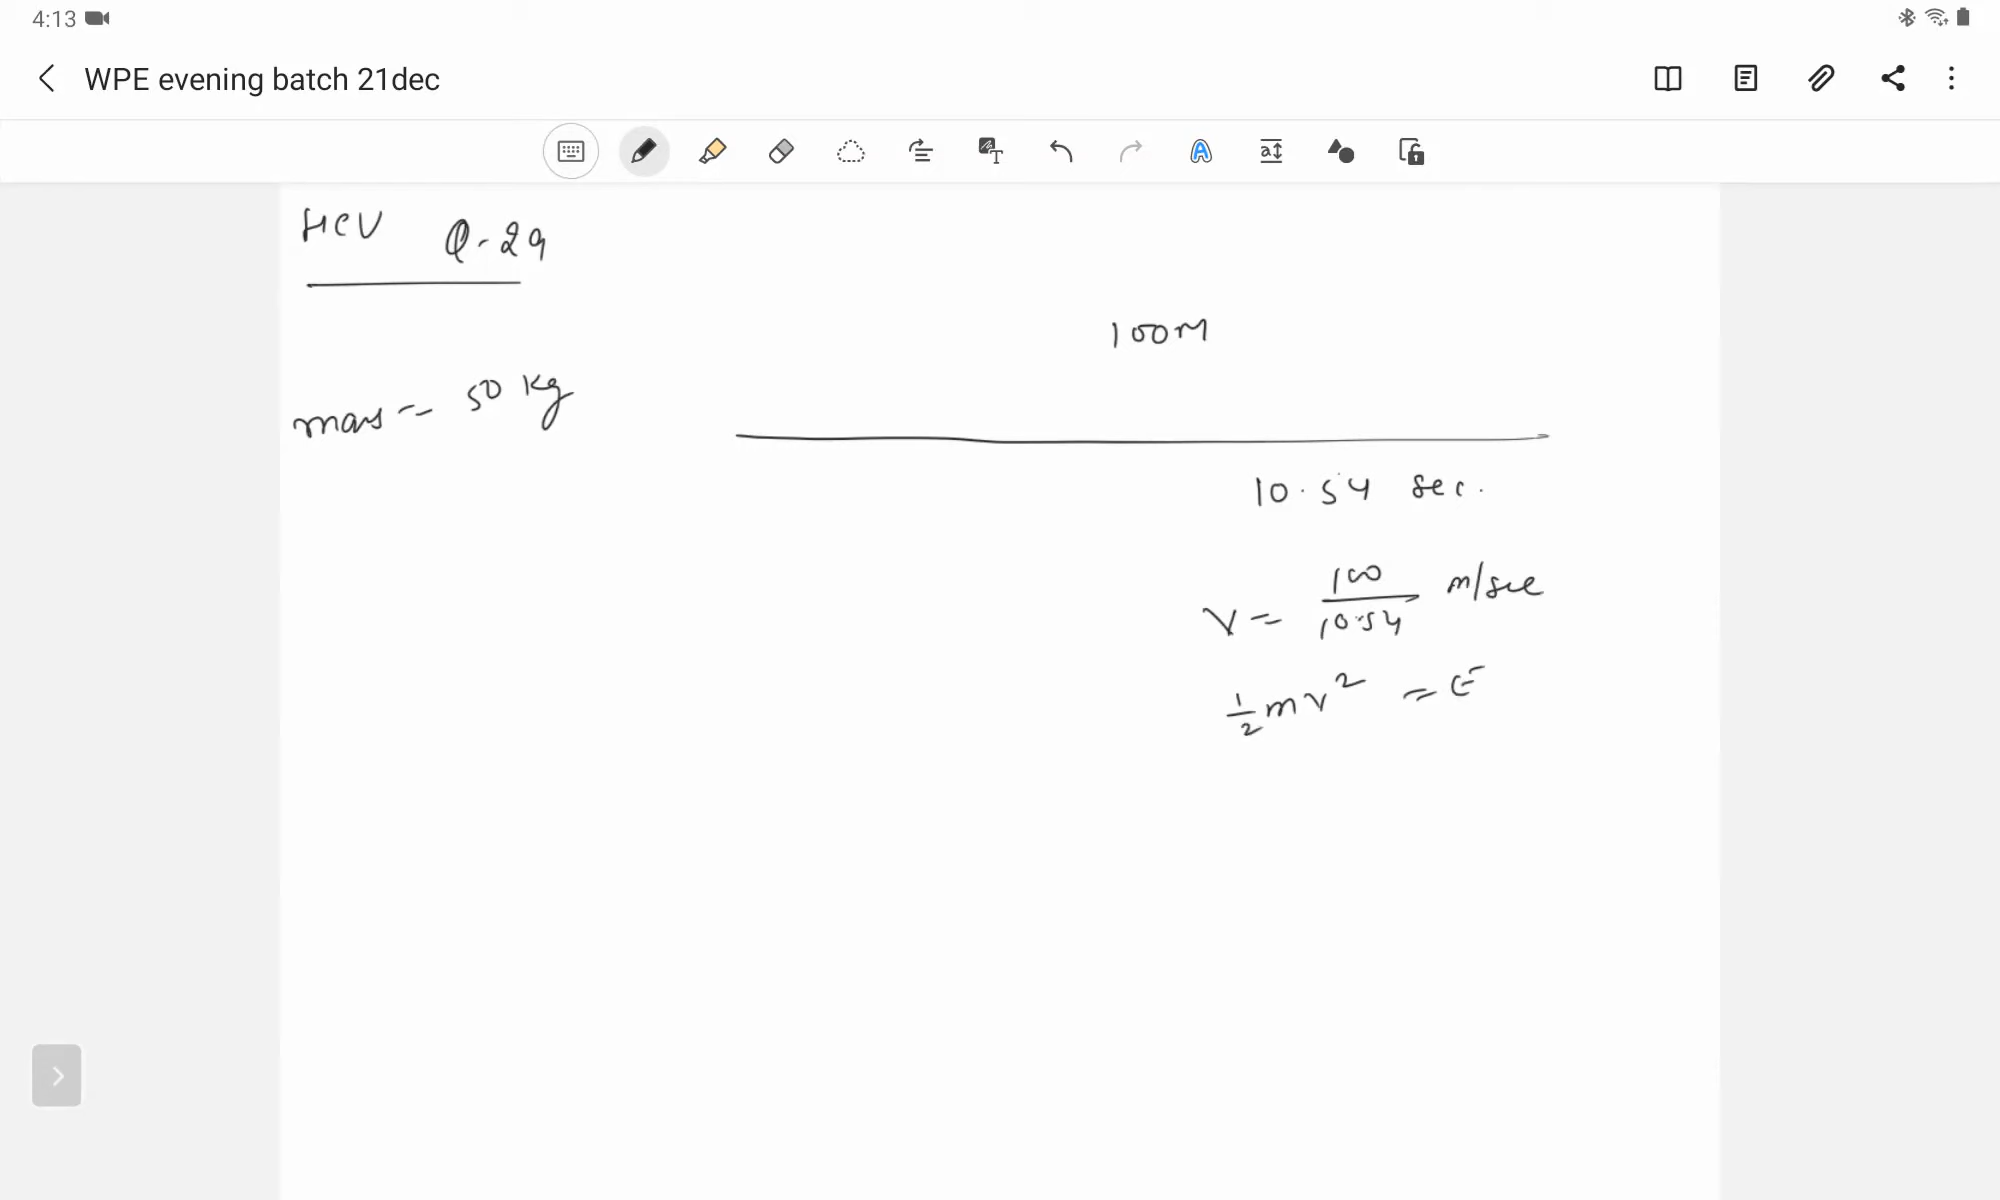 4:13
WPE evening batch 21dec
HCV Q-29
100M
mass = 50 kg
10.54 sec.
V = 100/10.54 m/sec
1/2 mv² = E